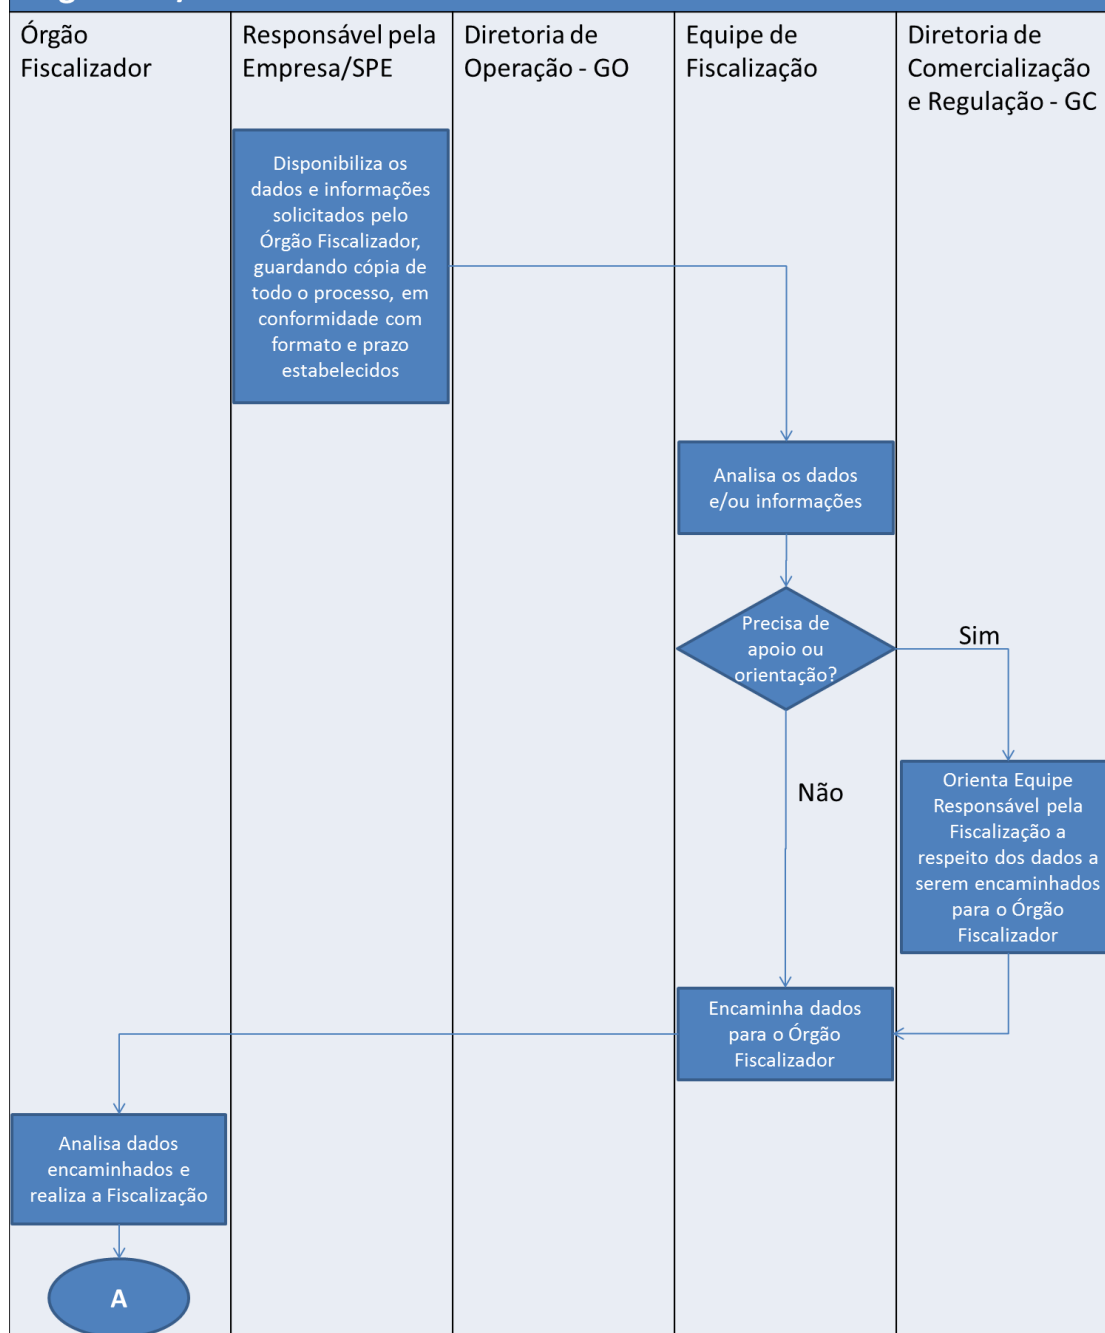 Órgão
Fiscalizador
Responsável pela
Empresa/SPE
Diretoria de
Operação - GO
Equipe de
Fiscalização
Diretoria de
Comercialização
e Regulação - GC
Disponibiliza os
dados e informações
solicitados pelo
Órgão Fiscalizador,
guardando cópia de
todo o processo, em
conformidade com
formato e prazo
estabelecidos
Analisa os dados
e/ou informações
Precisa de
apoio ou
orientação?
Sim
Não
Orienta Equipe
Responsável pela
Fiscalização a
respeito dos dados a
serem encaminhados
para o Órgão
Fiscalizador
Encaminha dados
para o Órgão
Fiscalizador
Analisa dados
encaminhados e
realiza a Fiscalização
A